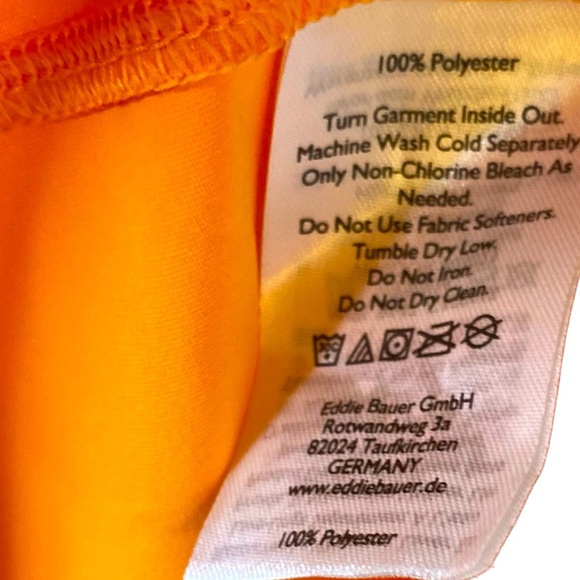 100% Polyester
Turn Garment Inside Out.
Machine Wash Cold Separately
Only Non-Chlorine Bleach As
Needed.
Do Not Use Fabric Softeners.
Tumble Dry Low.
Do Not Iron.
Do Not Dry Clean.
30C
Eddie Bauer GmbH
Rotwandweg 3a
82024 Taufkirchen
GERMANY
www.eddiebauer.de
100% Polyester